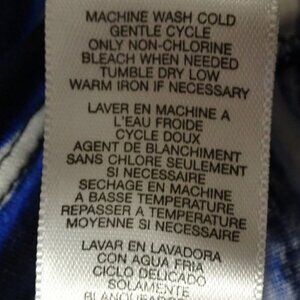 MACHINE WASH COLD
GENTLE CYCLE
ONLY NON-CHLORINE
BLEACH WHEN NEEDED
TUMBLE DRY LOW
WARM IRON IF NECESSARY
LAVER EN MACHINE A
L'EAU FROIDE
CYCLE DOUX
AGENT DE BLANCHIMENT
SANS CHLORE SEULEMENT
SI NECESSAIRE
SECHAGE EN MACHINE
A BASSE TEMPERATURE
REPASSER A TEMPERATURE
MOYENNE SI NECESSAIRE
LAVAR EN LAVADORA
CON AGUA FRIA
CICLO DELICADO
SOLAMENTE